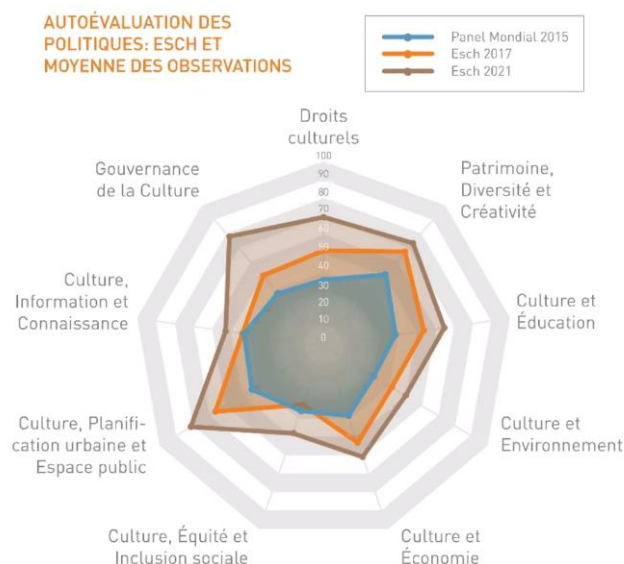 AUTOÉVALUATION DES
POLITIQUES: ESCH ET
MOYENNE DES OBSERVATIONS
Panel Mondial 2015
Esch 2017
Esch 2021
Droits
culturels
100
90
80
70
60
50
40
30
20
10
0
Gouvernance
de la Culture
Patrimoine,
Diversité et
Créativité
Culture,
Information et
Connaissance
Culture et
Éducation
Culture, Planifi-
cation urbaine et
Espace public
Culture et
Environnement
Culture, Équité et
Inclusion sociale
Culture et
Économie